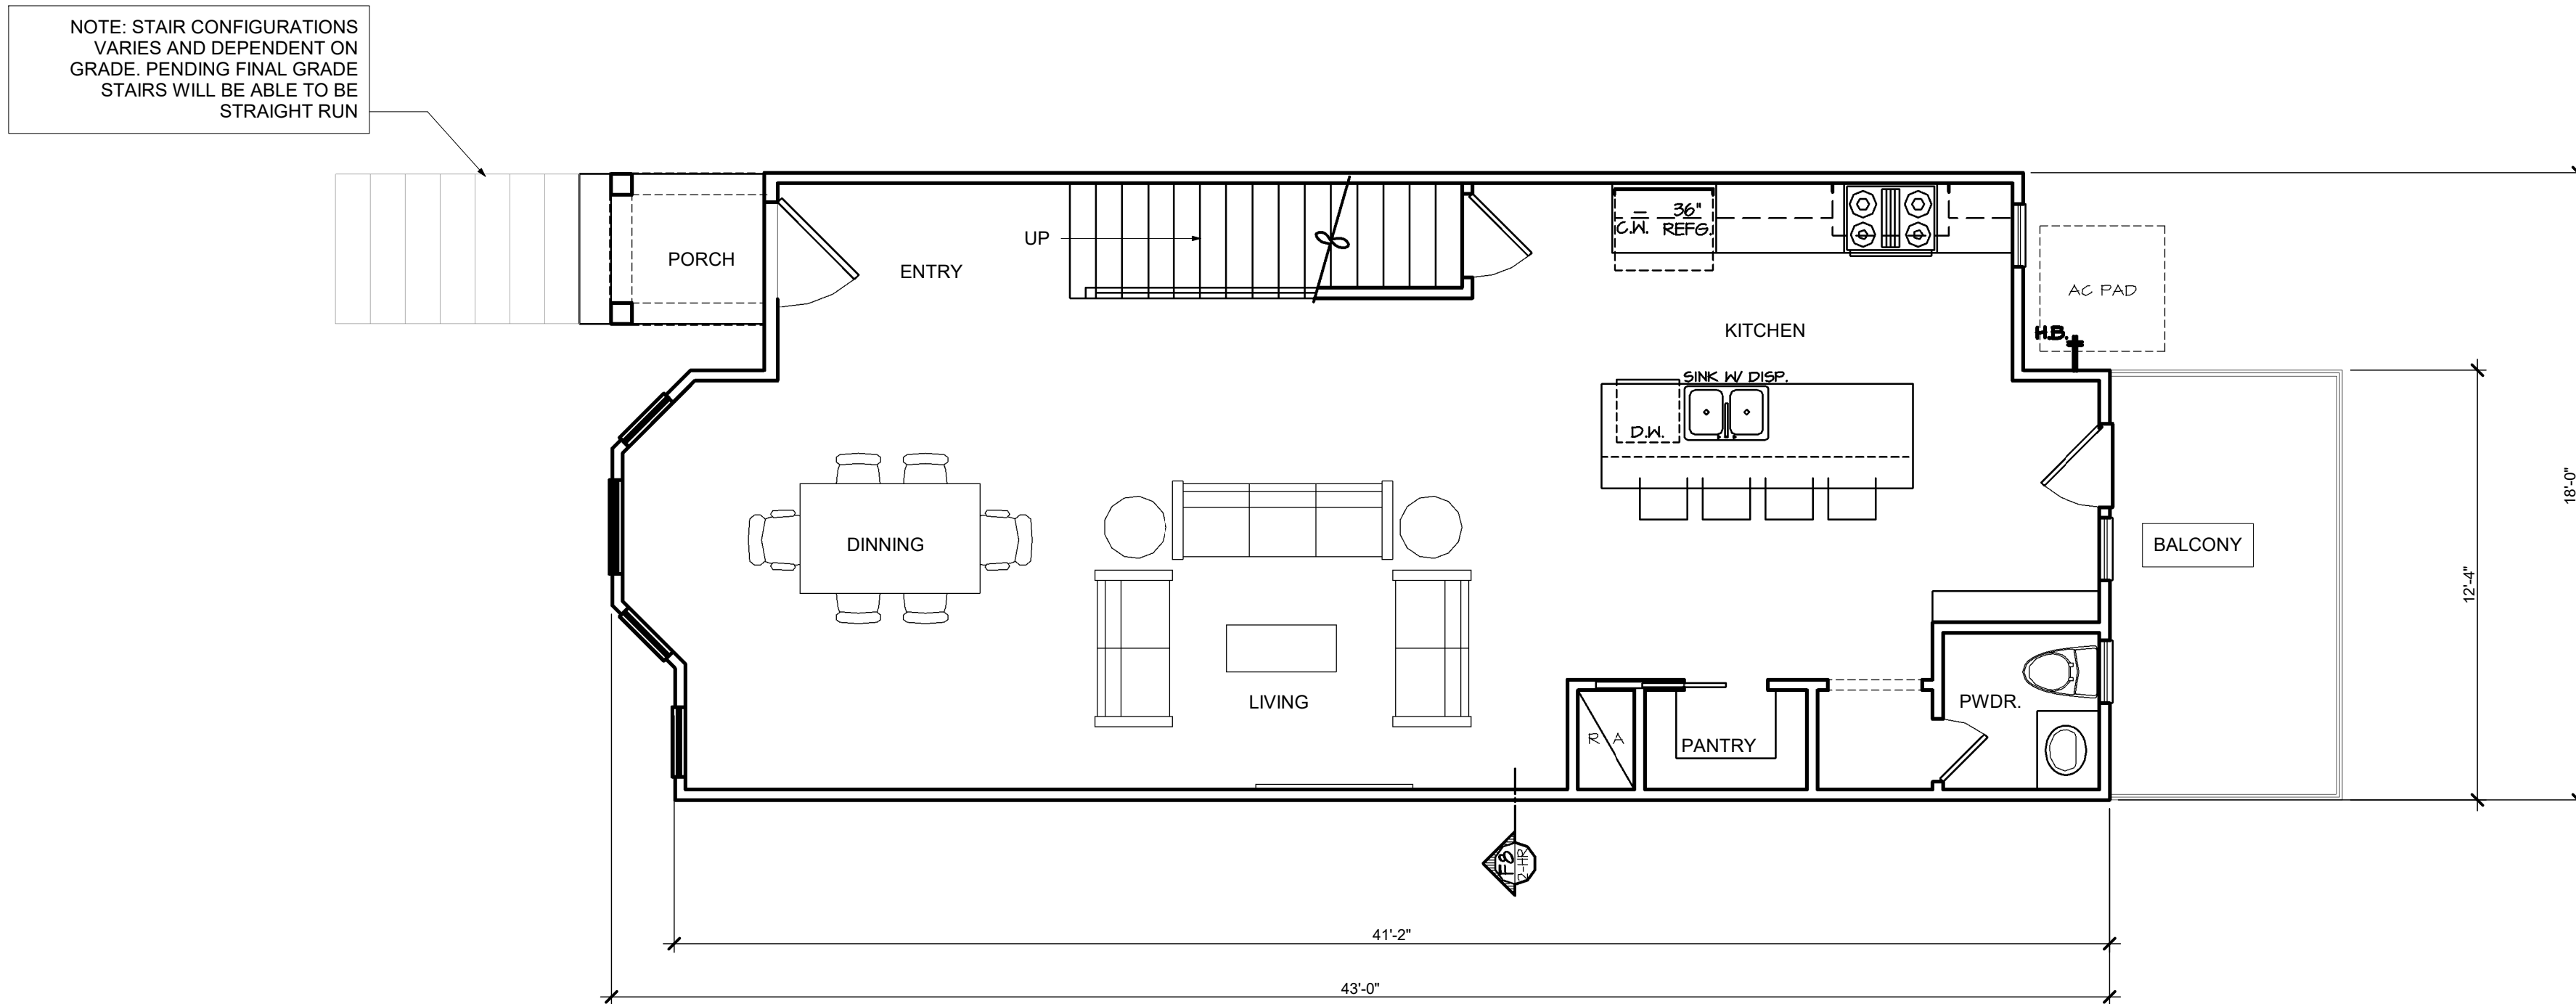 NOTE: STAIR CONFIGURATIONS
VARIES AND DEPENDENT ON
GRADE. PENDING FINAL GRADE
STAIRS WILL BE ABLE TO BE
STRAIGHT RUN
PORCH
ENTRY
UP
C.W.
36"
REFG.
KITCHEN
AC PAD
H.B.
SINK W/ DISP.
D.W.
DINNING
BALCONY
LIVING
R A
PANTRY
PWDR.
F8
2-HR
18'-0"
12'-4"
41'-2"
43'-0"